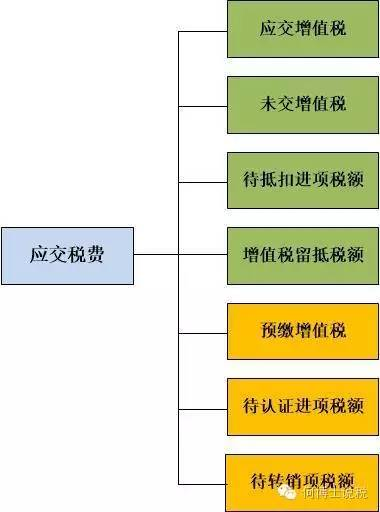 应交增值税
未交增值税
待抵扣进项税额
应交税费
增值税留抵税额
预缴增值税
待认证进项税额
待转销项税额
何博士说税